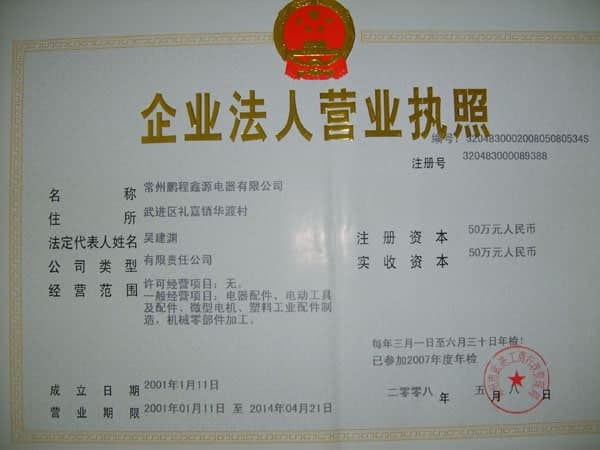 企业法人营业执照
编号: 320483000200805080534S
注册号 320483000089388
名称 常州鹏程鑫源电器有限公司
住所 武进区礼嘉镇华渡村
法定代表人姓名 吴建渊
注册资本 50万元人民币
公司类型 有限责任公司
实收资本 50万元人民币
经营范围 许可经营项目：无。
一般经营项目：电器配件、电动工具
及配件、微型电机、塑料工业配件制
造，机械零部件加工。
每年三月一日至六月三十日年检！
已参加2007年度年检
成立日期 2001年1月11日
二零零八年 五月 八日
营业期限 2001年01月11日 至 2014年04月21日